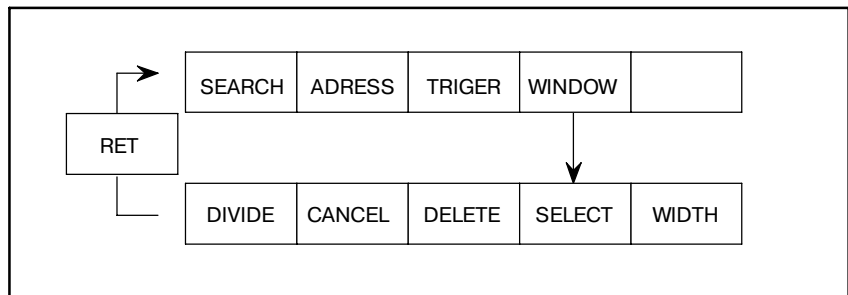 SEARCH ADRESS TRIGER WINDOW
RET
DIVIDE CANCEL DELETE SELECT WIDTH